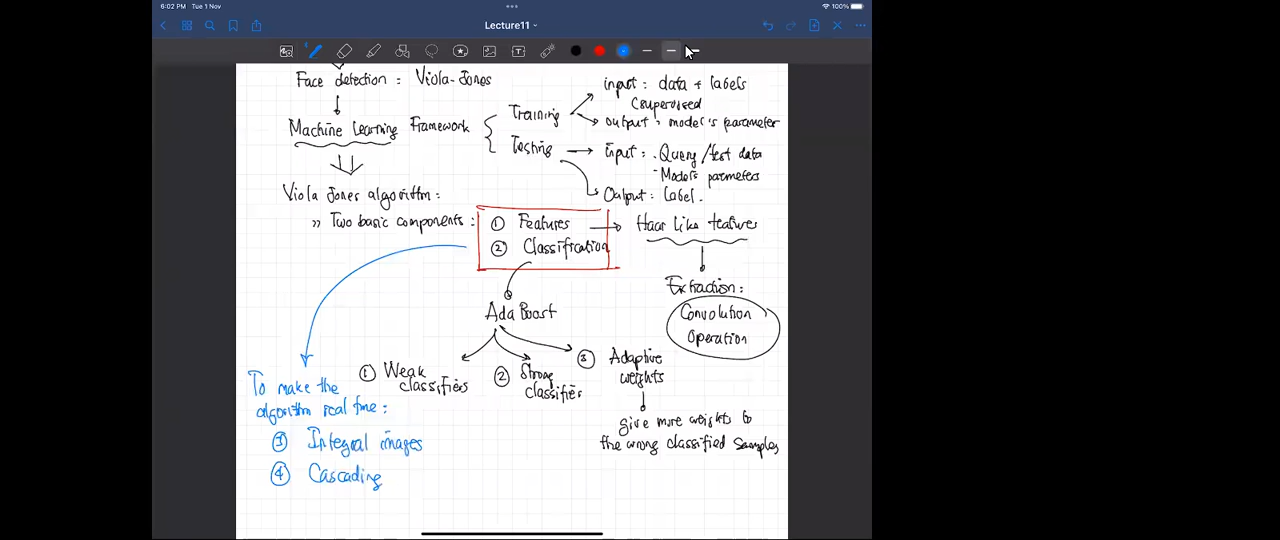 6:02 PM Tue 1 Nov
100%
Lecture11
Face detection : Viola-Jones
Machine Learning Framework
Training
input : data + labels
(supervised
output : model's parameter
Testing
input : . Query / test data
- Model's parameters
Output : Label.
Viola Jones algorithm :
>> Two basic components :
① Features
② Classification
Haar like features
Extraction :
Convolution
Operation
Ada Boost
① Weak
classifiers
② Strong
classifier
③ Adaptive
weights
give more weights to
the wrong classified samples
To make the
algorithm real time :
③ Integral images
④ Cascading